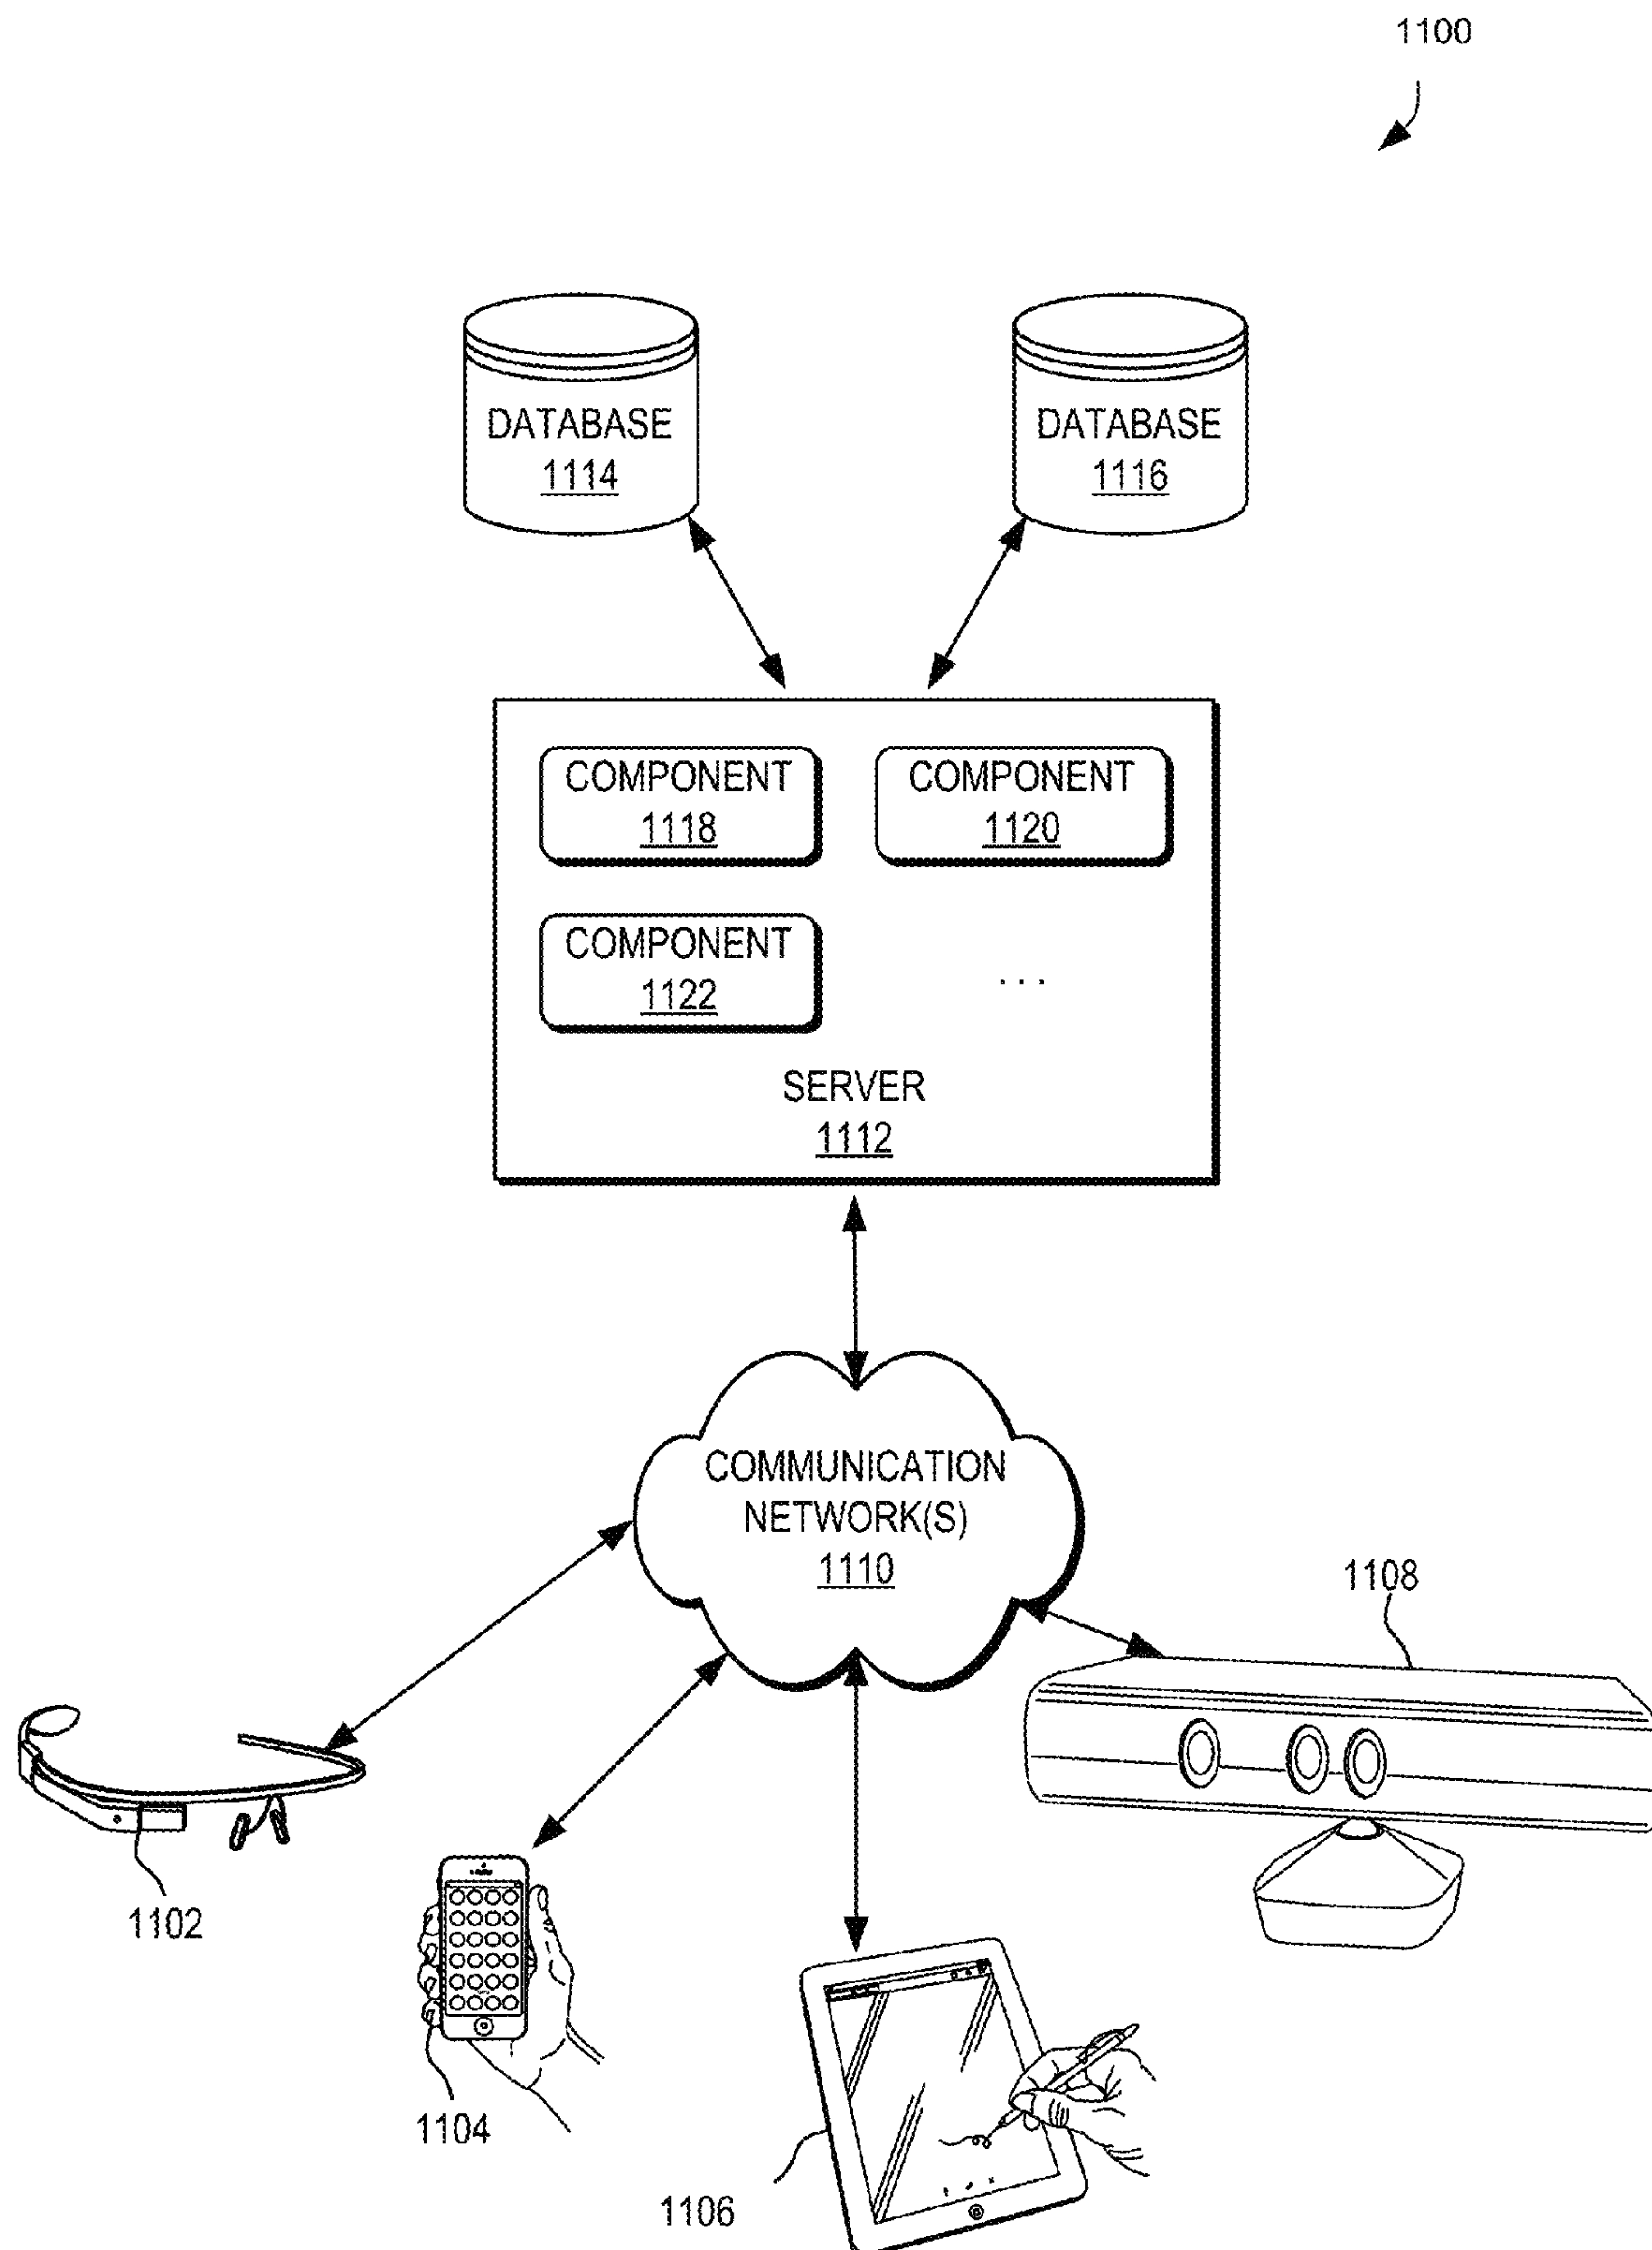 1100
DATABASE
1114
DATABASE
1116
COMPONENT
1118
COMPONENT
1120
COMPONENT
1122
...
SERVER
1112
COMMUNICATION
NETWORK(S)
1110
1108
1102
1104
1106